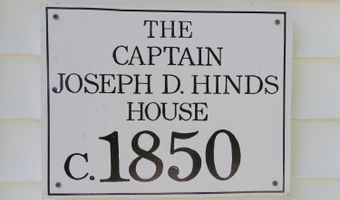 THE
CAPTAIN
JOSEPH D. HINDS
HOUSE
C. 1850